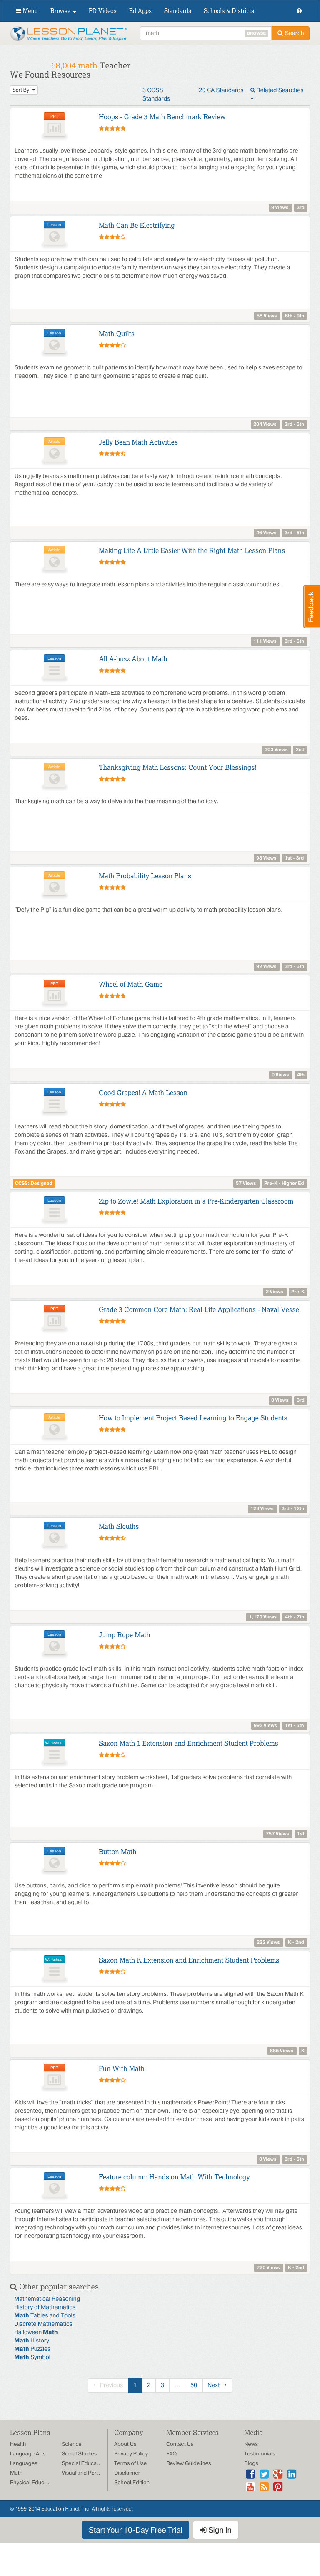 Menu Browse PD Videos Ed Apps Standards Schools & Districts
LESSONPLANET
Where Teachers Go to Find, Learn, Plan & Inspire
math
Search
68,004 math Teacher
We Found Resources
Sort By
3 CCSS Standards
20 CA Standards
Related Searches
PPT
Hoops - Grade 3 Math Benchmark Review
Learners usually love these Jeopardy-style games. In this one, many of the 3rd grade math benchmarks are
covered. The categories are: multiplication, number sense, place value, geometry, and problem solving. All
sorts of math is presented in this game, which should prove to be engaging and challenging for your young
mathematicians at the same time.
9 Views 3rd
Lesson
Math Can Be Electrifying
Students explore how math can be used to calculate and analyze how electricity causes air pollution.
Students design a campaign to educate family members on ways they can save electricity. They create a
graph that compares two electric bills to determine how much energy was saved.
58 Views 6th - 9th
Lesson
Math Quilts
Students examine geometric quilt patterns to identify how math may have been used to help slaves escape to
freedom. They slide, flip and combine geometric shapes to create a map quilt.
204 Views 3rd - 6th
Article
Jelly Bean Math Activities
Using jelly beans as math manipulatives can be a tasty way to introduce and reinforce math concepts.
Regardless of the time of year, candy can be used to excite learners and facilitate a wide variety of
mathematical concepts.
40 Views 3rd - 6th
Article
Making Life A Little Easier With the Right Math Lesson Plans
There are easy ways to integrate math lesson plans and activities into the regular classroom routines.
111 Views 3rd - 5th
Feedback
Lesson
All A-buzz About Math
Second graders participate in Math-Eze activities to comprehend animal word problems. In this word problem
instructional activity, 2nd graders recognize why a hexagon is the best shape for a beehive. Students calculate
how far bees must travel to find 2 lbs. of honey. Students participate in activities relating word problems and
bees.
303 Views 2nd
Article
Thanksgiving Math Lessons: Count Your Blessings!
Thanksgiving math can be a way to delve into the true meaning of the holiday.
98 Views 1st - 3rd
Article
Math Probability Lesson Plans
"Defy the Pig" is a fun dice game that can be a great warm up activity to math probability lesson plans.
92 Views 3rd - 5th
PPT
Wheel of Math Game
Here is a nice version of the Wheel of Fortune game that is tailored to 4th grade mathematics. In it, learners
are given math problems to solve. If they answer them correctly, they get to "spin the wheel" and choose a
consonant to help them solve the word puzzle. This engaging variation of the classic game should be a hit with
your kids. Highly recommended!
0 Views 4th
Lesson
Good Grapes! A Math Lesson
Learners will read about the history, domestication, and travel of grapes, and then use these grapes to
complete a series of math activities. They will count grapes by 1's, 5's, and 10's, sort them by color, graph
them by color, then use them in a probability activity. They sequence the grape life cycle, read the fable The
Fox and the Grapes, and make grape art. includes everything needed.
CCSS: Designed
57 Views Pre-K - Higher Ed
Lesson
Zip to Zowie! Math Exploration in a Pre-Kindergarten Classroom
Here is a wonderful set of ideas for you to consider when setting up your math curriculum for your Pre-K
classroom. The ideas focus on the development of math centers that will foster exploration and inquiry of
sorting, classification, patterning, and performing a variety of measurements. There are some terrific, state-of-
the-art ideas for you in the year-long lesson plan.
2 Views Pre-K
PPT
Grade 3 Common Core Math: Real-Life Applications - Naval Vessel
Pretending they are on a naval ship during the 1700s, third graders put math skills to work. They are given a
set of instructions needed to determine how many ships are on the hunt for pirates. They determine the number of
masts that would be seen for up to 20 ships. They discuss their answers, use images and models to describe
their thinking, and have a great time pretending pirates are approaching.
0 Views 3rd
Article
How to Implement Project Based Learning to Engage Students
Can a math teacher employ project-based learning? Learn how one great math teacher uses PBL to design
math projects that provide learners with a more challenging and holistic learning experience. A wonderful
article, that includes three math lessons which use PBL.
128 Views 3rd - 12th
Lesson
Math Sleuths
Help learners practice their math skills by utilizing the Internet to research a mathematical topic. Your math
sleuths will investigate science or social studies topics from their curriculum and construct a Math Hunt Grid.
They create a short presentation as a group based on their math work in the lesson. Very engaging math
problem-solving activity!
1,175 Views 4th - 7th
Lesson
Jump Rope Math
Students practice grade level math skills. In this math instructional activity, students solve math facts on index
cards and color coordinate the index cards to match the color of a jump rope. Correct order earns the team a
chance to physically move towards a finish line. Game can be adapted for any grade level math skill.
993 Views 1st - 5th
Worksheet
Saxon Math 1 Extension and Enrichment Student Problems
In this extension and enrichment story problem worksheet, 1st graders solve problems that correlate with
selected units in the Saxon math grade one program.
757 Views 1st
Lesson
Button Math
Use buttons, cards, and dice to perform simple math problems! This inventive lesson should be quite
engaging for young learners. Kindergarteners use buttons to help them understand the concepts of greater
than, less than, and equal to.
222 Views K - 2nd
Worksheet
Saxon Math K Extension and Enrichment Student Problems
In this math worksheet, students solve ten story problems. These problems are aligned with the Saxon Math K
program and are designed to be used one at a time. Problems use numbers small enough for kindergarten
students to solve with manipulatives or drawings.
980 Views K
PPT
Fun With Math
Kids will love the "math tricks" that are presented in this mathematics PowerPoint! There are four tricks
presented, then learners get to practice them on their own. There is an especially eye-opening one that is
based on pupils' phone numbers. Calculators are needed for each of these, and having your kids work in pairs
might be a good idea for this activity.
0 Views 3rd - 5th
Lesson
Feature column: Hands on Math With Technology
Young learners will view a math adventures video and practice math concepts. Afterwards they will navigate
through Internet sites to participate in teacher selected math adventures. This guide walks you through
integrating technology with your math curriculum and provides links to Internet resources. Lots of great ideas
for incorporating technology into your classroom.
730 Views K - 2nd
Other popular searches
Mathematical Reasoning
History of Mathematics
Math Tables and Tools
Discrete Mathematics
Halloween Math
Math History
Math Puzzles
Math Symbol
← Previous 1 2 3 … 50 Next →
Lesson Plans
Health
Language Arts
Languages
Math
Physical Educ...
Science
Social Studies
Special Educa...
Visual and Per...
Company
About Us
Privacy Policy
Terms of Use
Disclaimer
School Edition
Member Services
Contact Us
FAQ
Review Guidelines
Media
News
Testimonials
Blogs
© 1999-2014 Education Planet, Inc. All rights reserved.
Start Your 10-Day Free Trial
Sign In